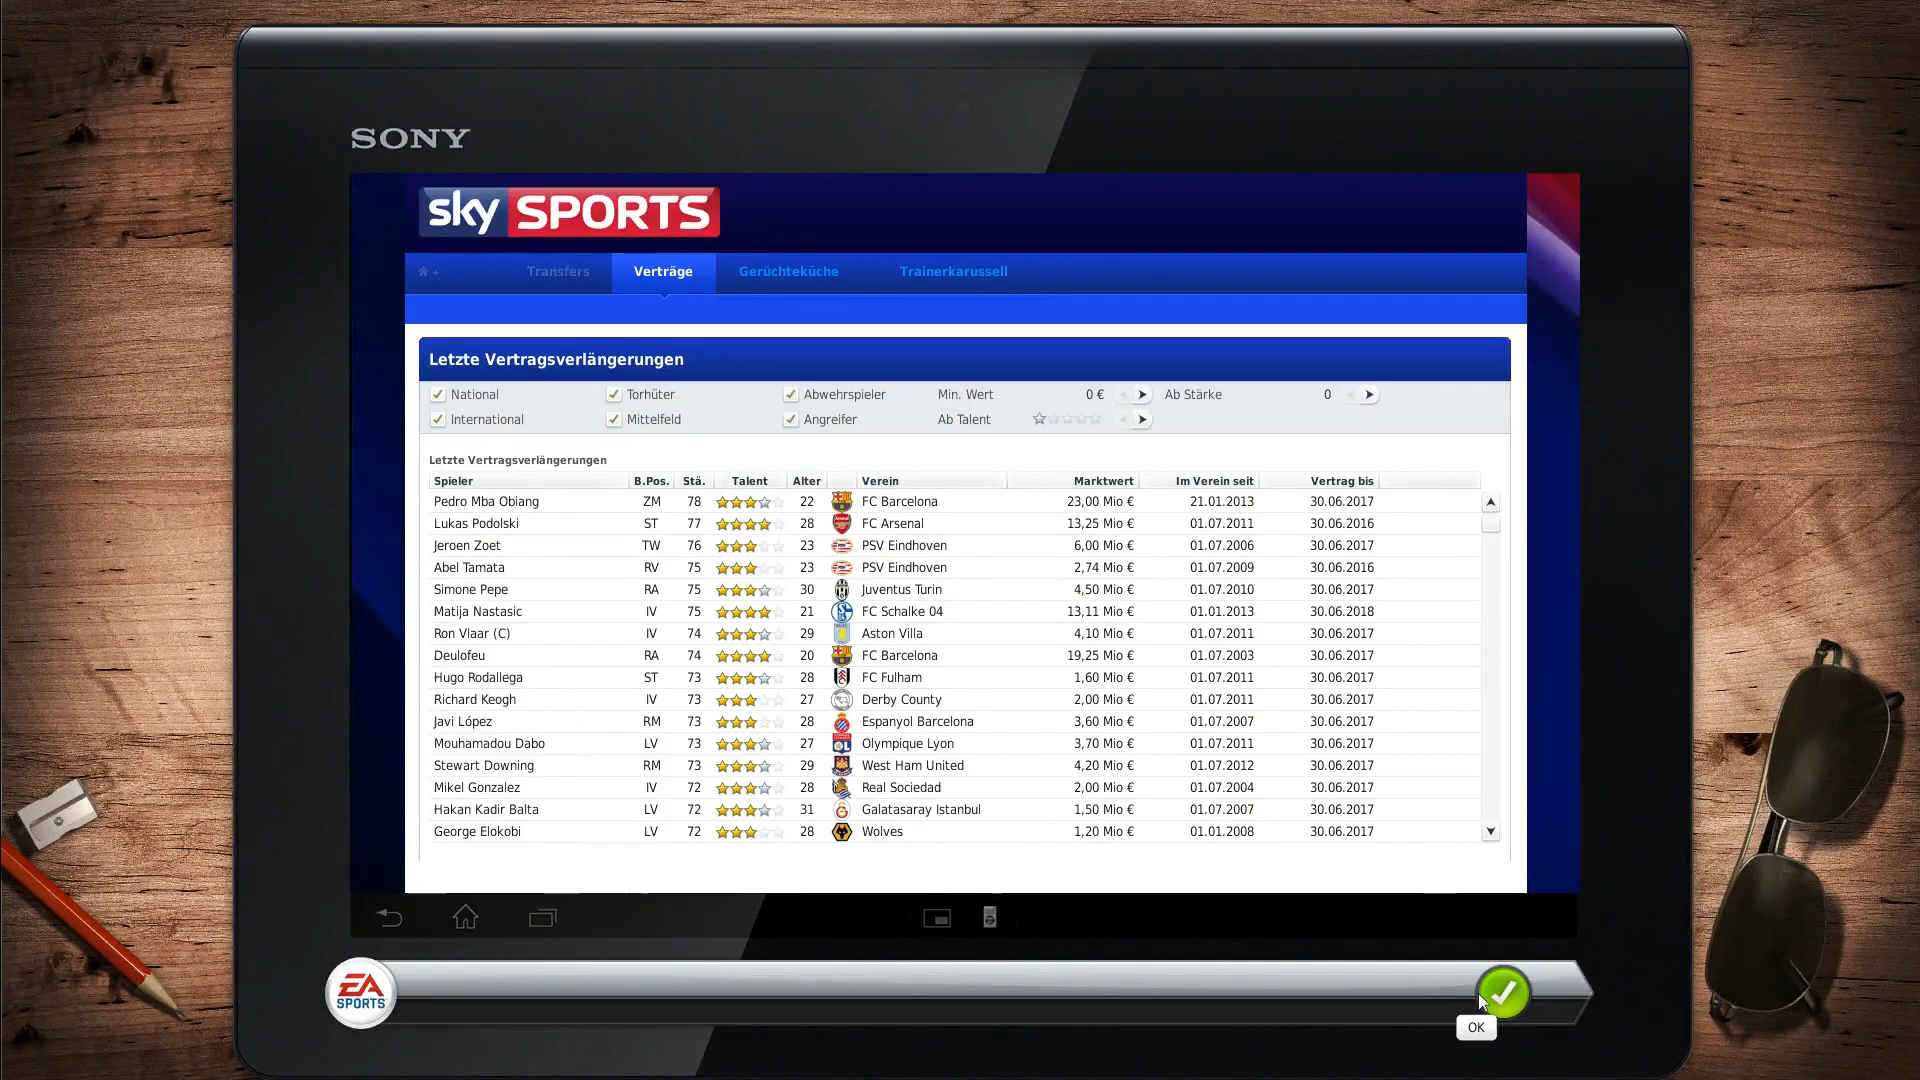 SONY
sky SPORTS
Transfers Verträge Gerüchteküche Trainerkarussell
Letzte Vertragsverlängerungen
National Torhüter Abwehrspieler Min. Wert 0 € Ab Stärke 0
International Mittelfeld Angreifer Ab Talent
Letzte Vertragsverlängerungen
Spieler B.Pos. Stä. Talent Alter Verein Marktwert Im Verein seit Vertrag bis
Pedro Mba Obiang ZM 78 22 FC Barcelona 23,00 Mio € 21.01.2013 30.06.2017
Lukas Podolski ST 77 28 FC Arsenal 13,25 Mio € 01.07.2011 30.06.2016
Jeroen Zoet TW 76 23 PSV Eindhoven 6,00 Mio € 01.07.2006 30.06.2017
Abel Tamata RV 75 23 PSV Eindhoven 2,74 Mio € 01.07.2009 30.06.2016
Simone Pepe RA 75 30 Juventus Turin 4,50 Mio € 01.07.2010 30.06.2017
Matija Nastasic IV 75 21 FC Schalke 04 13,11 Mio € 01.01.2013 30.06.2018
Ron Vlaar (C) IV 74 29 Aston Villa 4,10 Mio € 01.07.2011 30.06.2017
Deulofeu RA 74 20 FC Barcelona 19,25 Mio € 01.07.2003 30.06.2017
Hugo Rodallega ST 73 28 FC Fulham 1,60 Mio € 01.07.2011 30.06.2017
Richard Keogh IV 73 27 Derby County 2,00 Mio € 01.07.2011 30.06.2017
Javi López RM 73 28 Espanyol Barcelona 3,60 Mio € 01.07.2007 30.06.2017
Mouhamadou Dabo LV 73 27 Olympique Lyon 3,70 Mio € 01.07.2011 30.06.2017
Stewart Downing RM 73 29 West Ham United 4,20 Mio € 01.07.2012 30.06.2017
Mikel Gonzalez IV 72 28 Real Sociedad 2,00 Mio € 01.07.2004 30.06.2017
Hakan Kadir Balta LV 72 31 Galatasaray Istanbul 1,50 Mio € 01.07.2007 30.06.2017
George Elokobi LV 72 28 Wolves 1,20 Mio € 01.01.2008 30.06.2017
EA SPORTS
OK